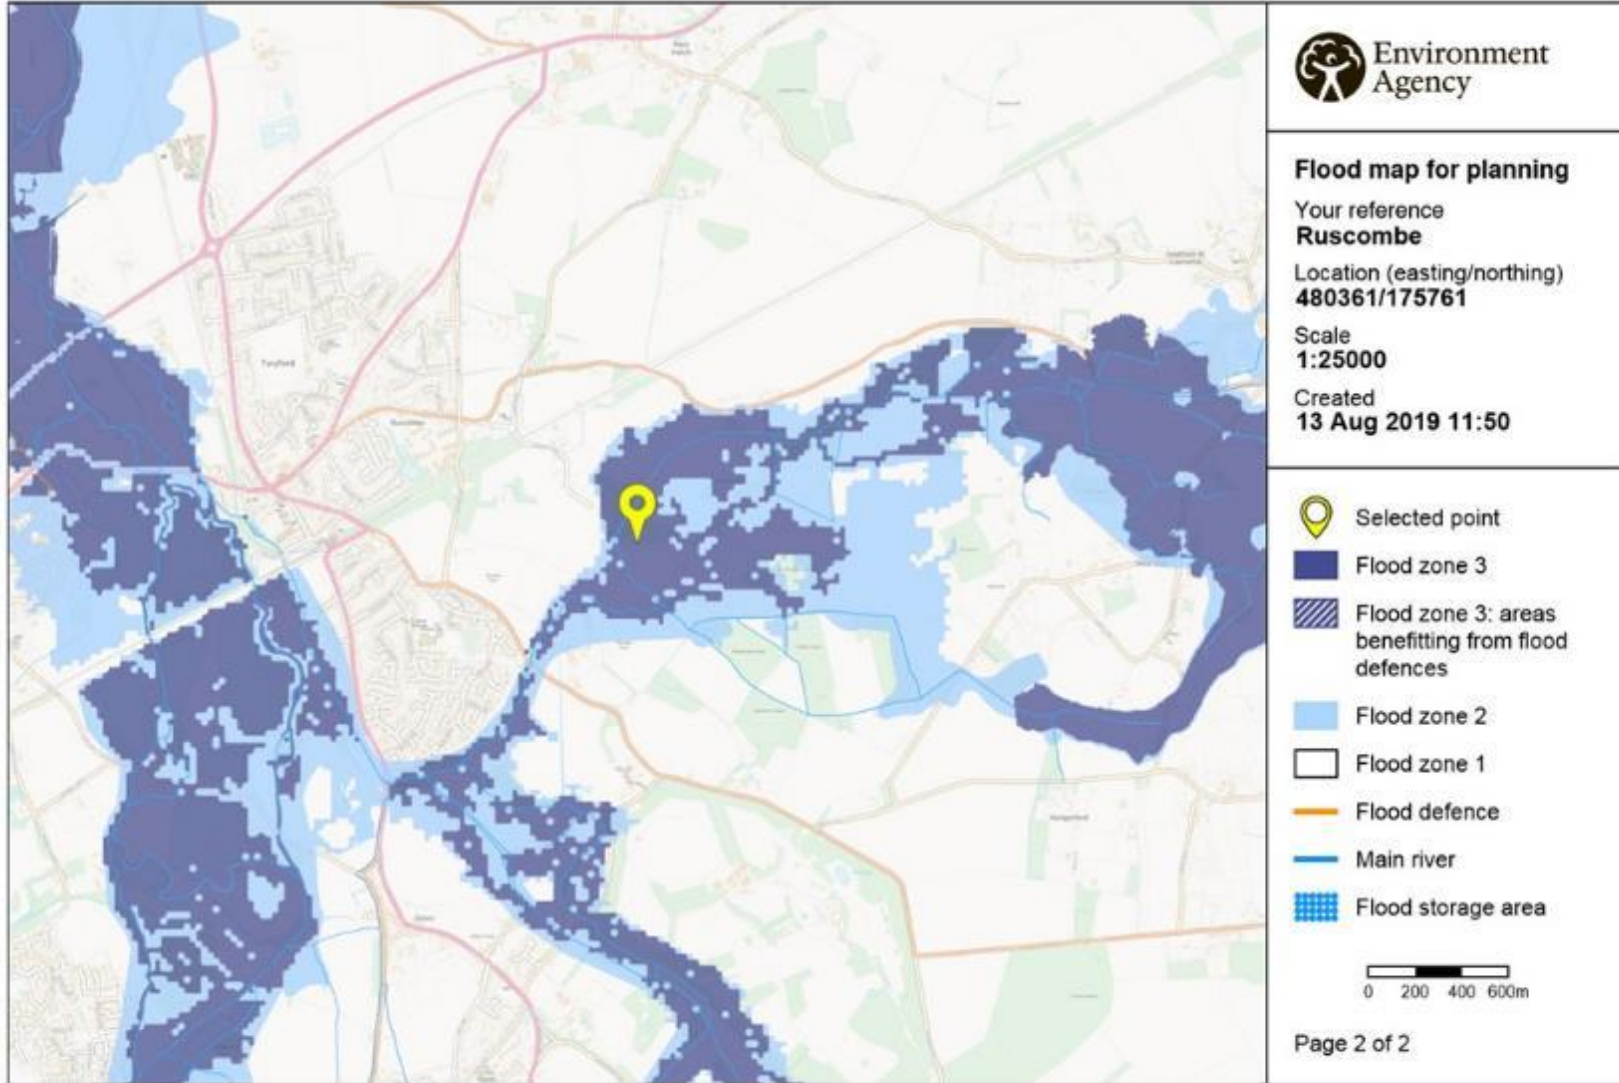 Twyford
Ruscombe
Environment
Agency
Flood map for planning
Your reference
Ruscombe
Location (easting/northing)
480361/175761
Scale
1:25000
Created
13 Aug 2019 11:50
Selected point
Flood zone 3
Flood zone 3: areas
benefitting from flood
defences
Flood zone 2
Flood zone 1
Flood defence
Main river
Flood storage area
0 200 400 600m
Page 2 of 2